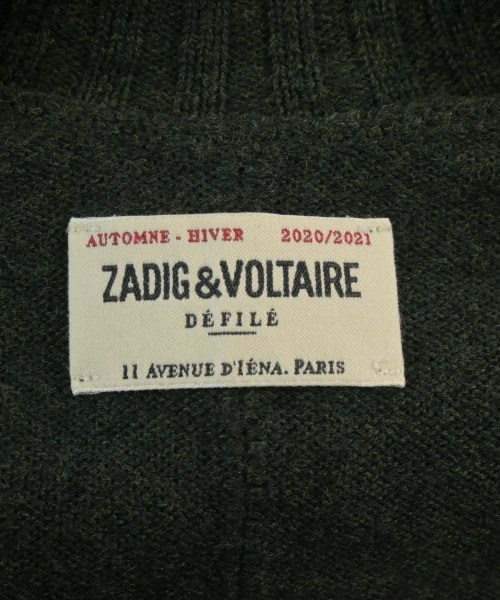 AUTOMNE - HIVER 2020/2021
ZADIG & VOLTAIRE
DÉFILÉ
11 AVENUE D'IÉNA. PARIS